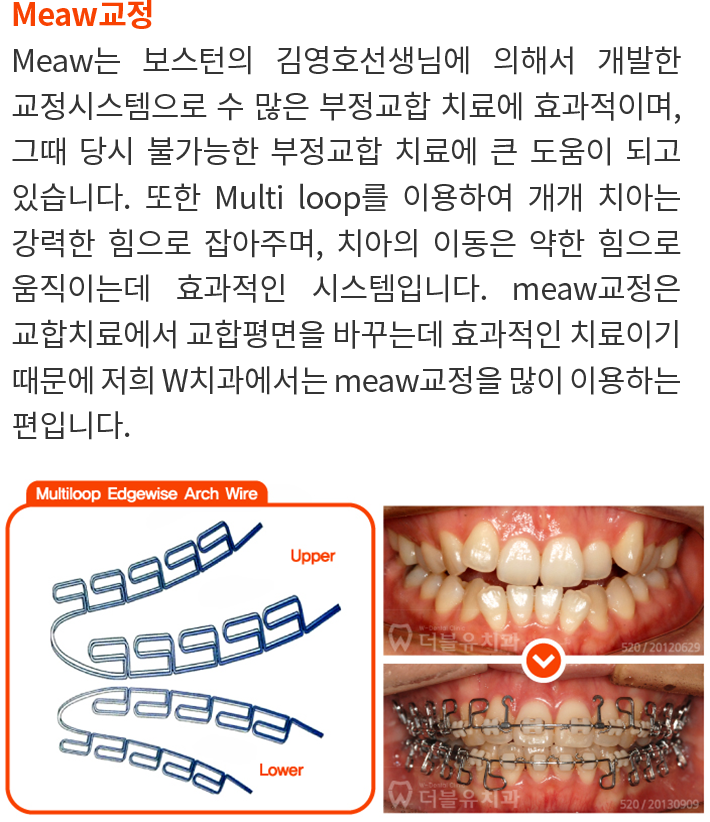 Meaw교정
Meaw는 보스턴의 김영호선생님에 의해서 개발한
교정시스템으로 수 많은 부정교합 치료에 효과적이며,
그때 당시 불가능한 부정교합 치료에 큰 도움이 되고
있습니다. 또한 Multi loop를 이용하여 개개 치아는
강력한 힘으로 잡아주며, 치아의 이동은 약한 힘으로
움직이는데 효과적인 시스템입니다. meaw교정은
교합치료에서 교합평면을 바꾸는데 효과적인 치료이기
때문에 저희 W치과에서는 meaw교정을 많이 이용하는
편입니다.
Multiloop Edgewise Arch Wire
Upper
Lower
더블유치과
520 / 20120629
더블유치과
520 / 20130909